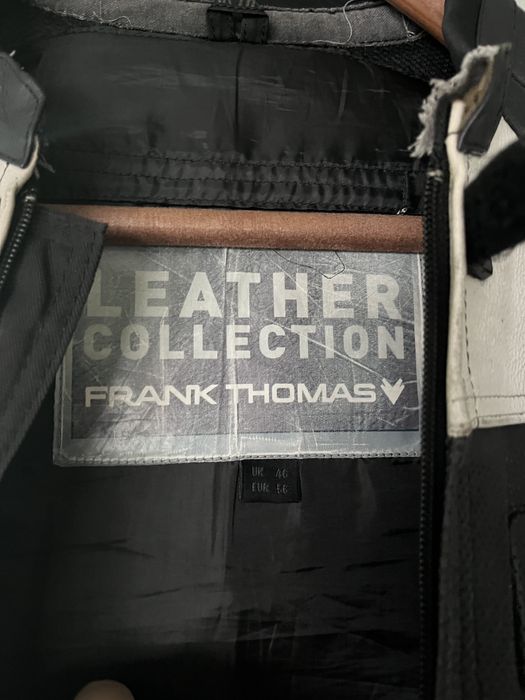 LEATHER
COLLECTION
FRANK THOMAS
UK 46
EUR 56